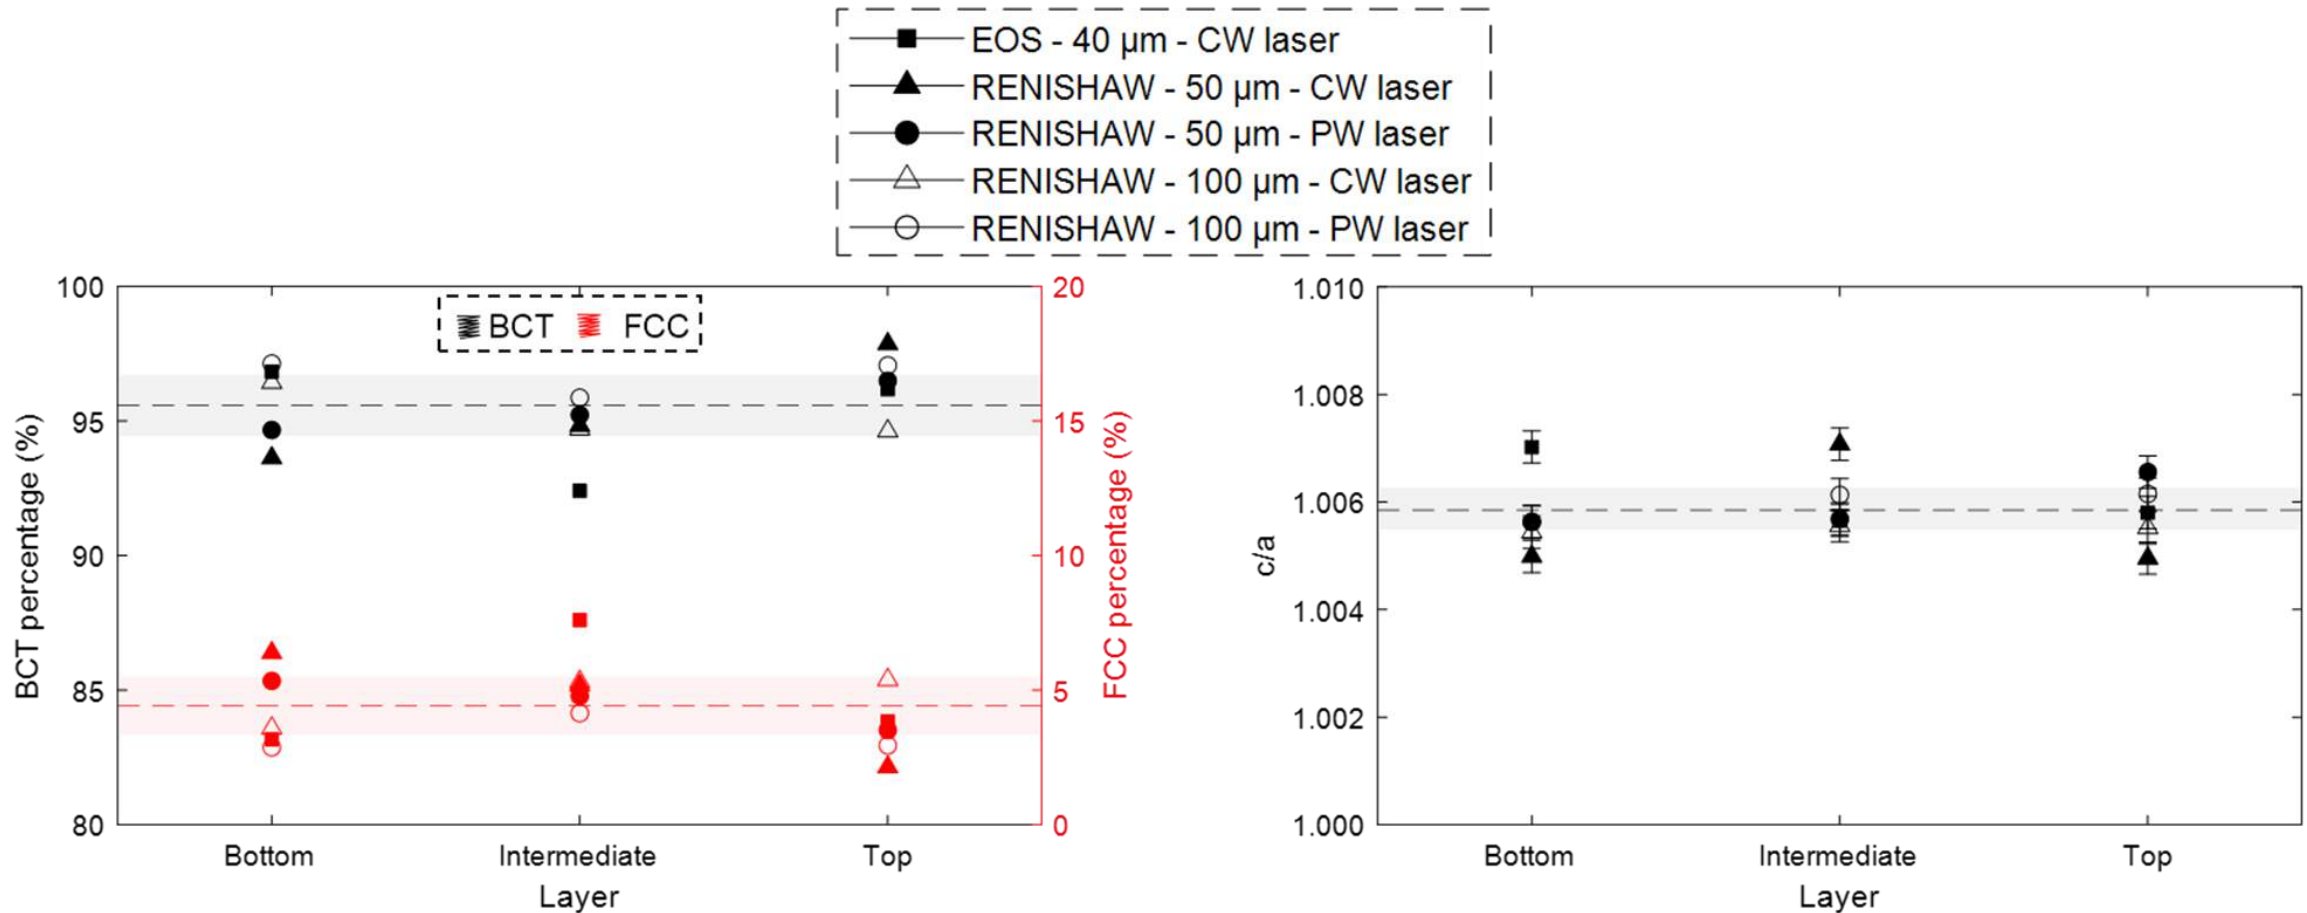 EOS - 40 µm - CW laser
RENISHAW - 50 µm - CW laser
RENISHAW - 50 µm - PW laser
RENISHAW - 100 µm - CW laser
RENISHAW - 100 µm - PW laser
BCT FCC
100
95
90
85
80
BCT percentage (%)
20
15
10
5
0
FCC percentage (%)
Bottom Intermediate Top
Layer
1.010
1.008
1.006
1.004
1.002
1.000
c/a
Bottom Intermediate Top
Layer